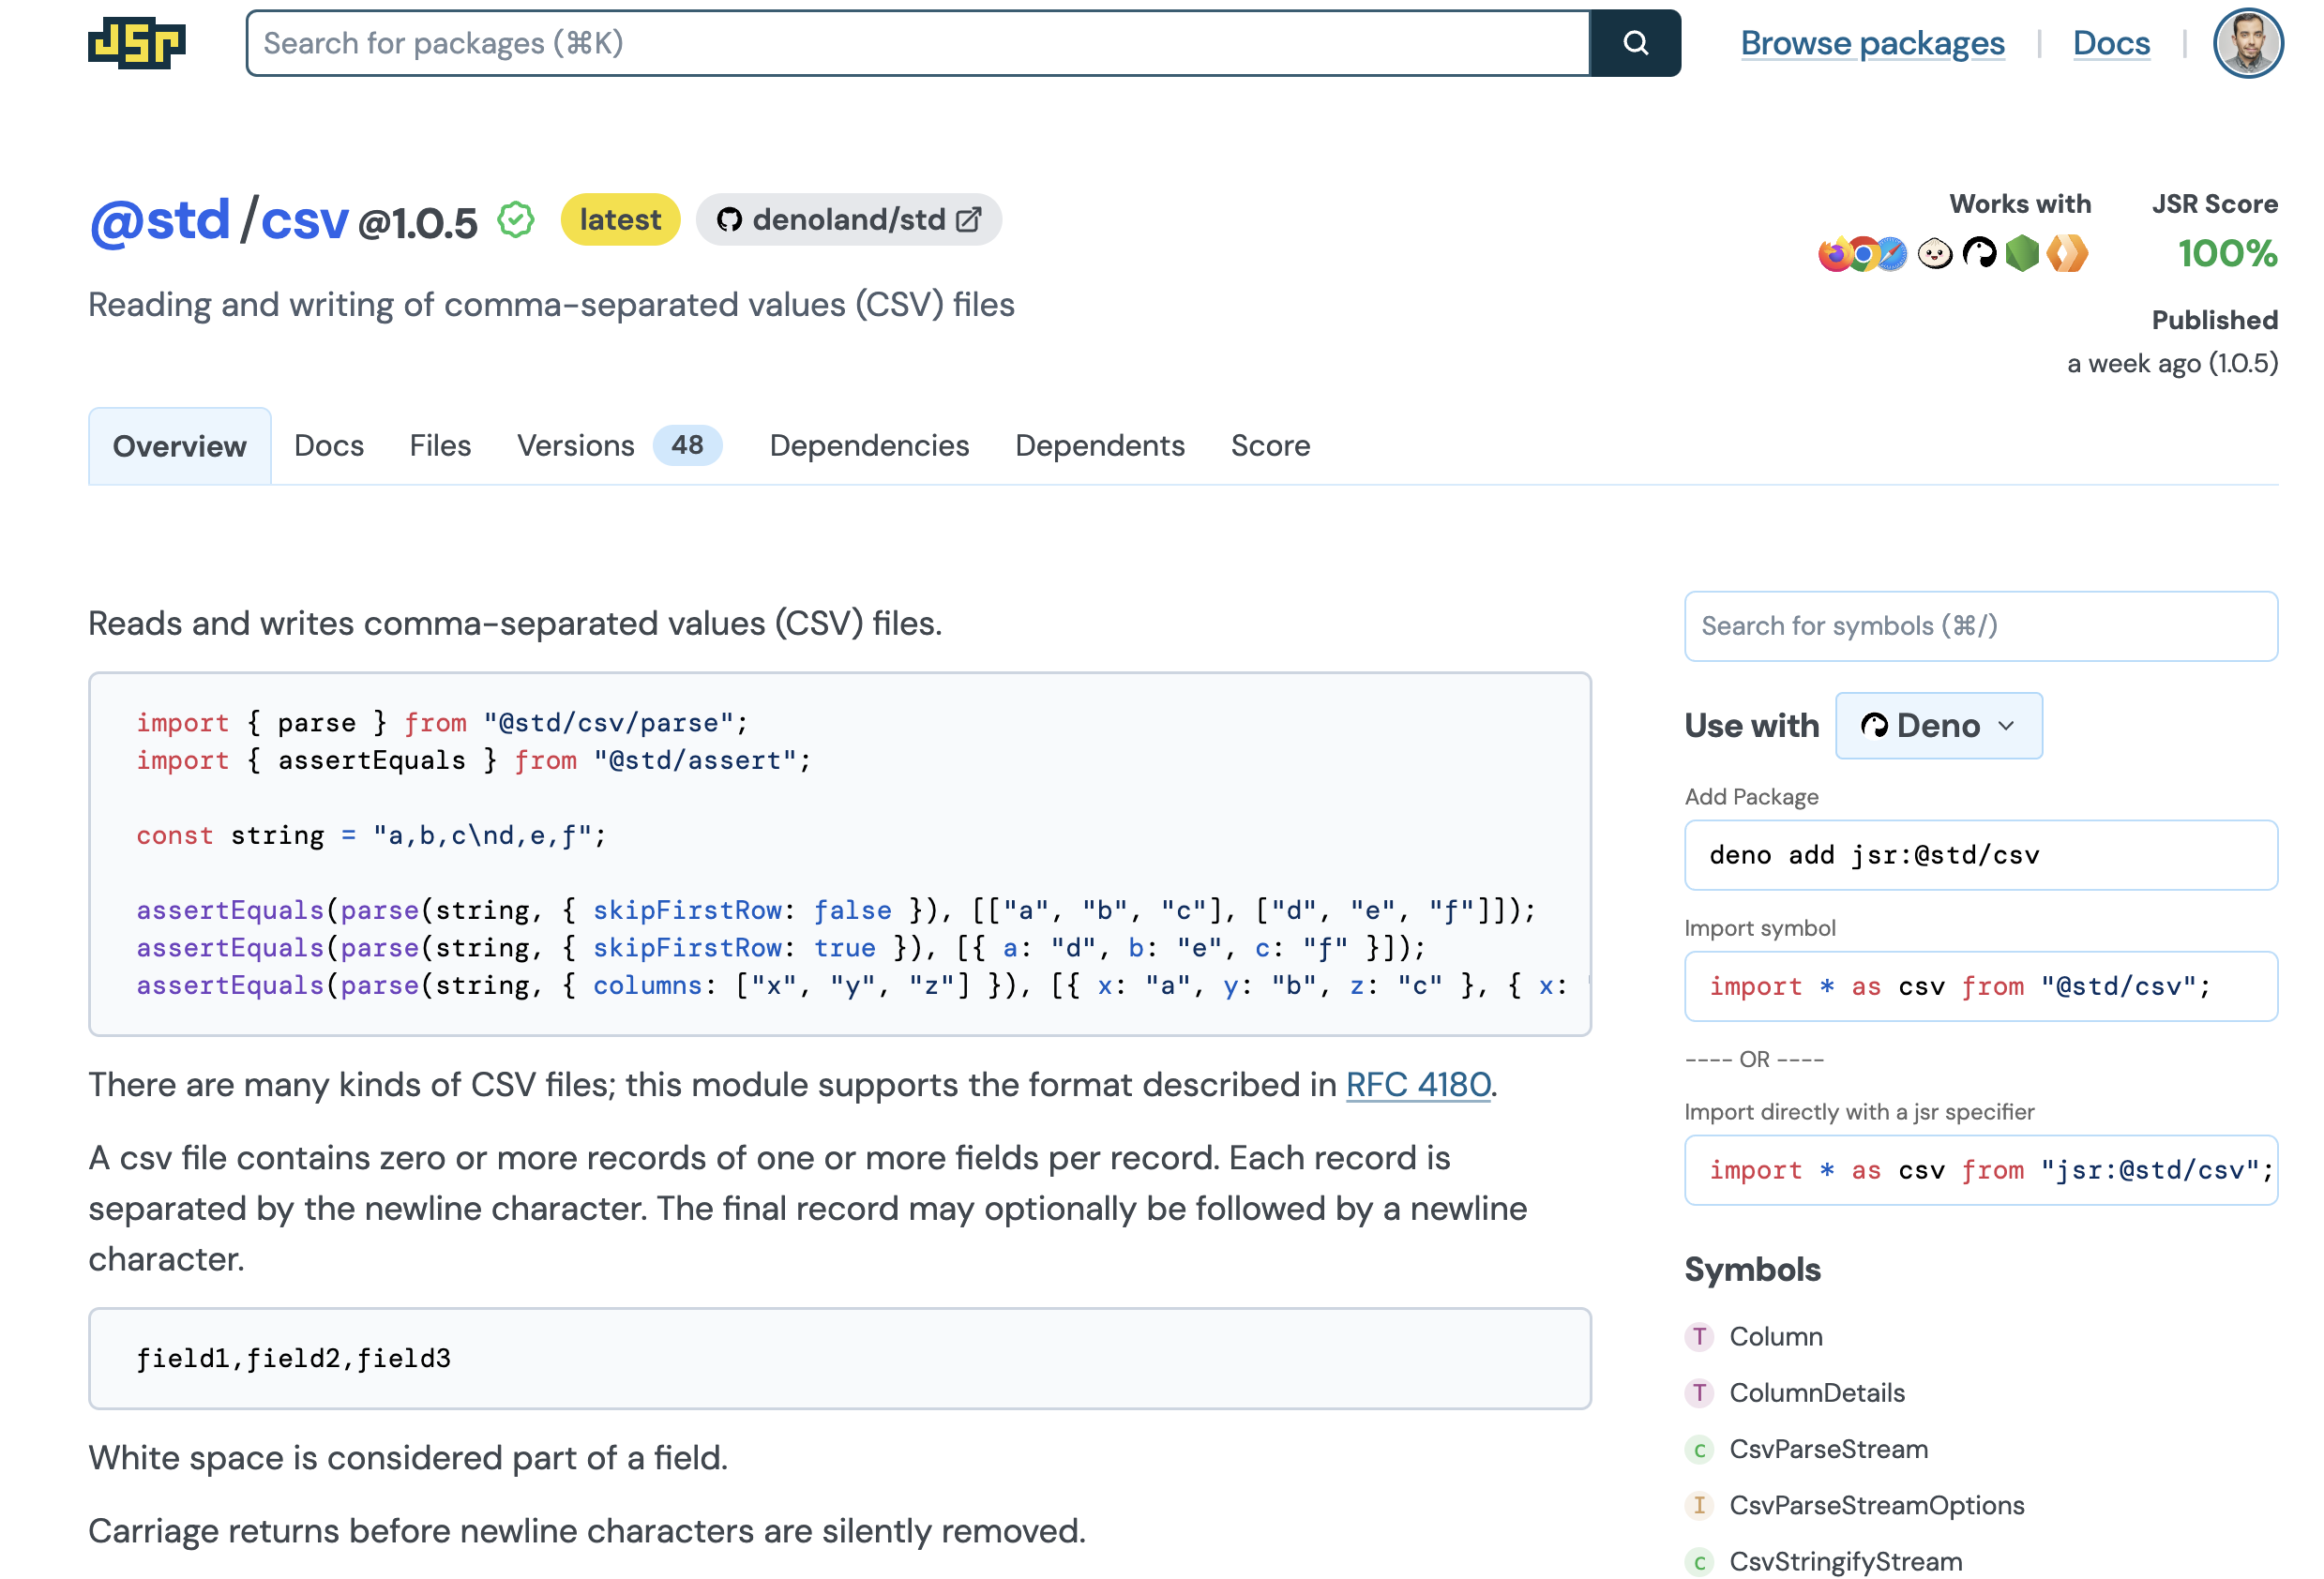 JSR
Search for packages (⌘K)
Browse packages
Docs
@std/csv@1.0.5
latest
denoland/std
Works with
JSR Score
100%
Reading and writing of comma-separated values (CSV) files
Published
a week ago (1.0.5)
Overview
Docs
Files
Versions 48
Dependencies
Dependents
Score
Reads and writes comma-separated values (CSV) files.
import { parse } from "@std/csv/parse";
import { assertEquals } from "@std/assert";
const string = "a,b,c\nd,e,f";
assertEquals(parse(string, { skipFirstRow: false }), [["a", "b", "c"], ["d", "e", "f"]]);
assertEquals(parse(string, { skipFirstRow: true }), [{ a: "d", b: "e", c: "f" }]);
assertEquals(parse(string, { columns: ["x", "y", "z"] }), [{ x: "a", y: "b", z: "c" }, { x:
There are many kinds of CSV files; this module supports the format described in RFC 4180.
A csv file contains zero or more records of one or more fields per record. Each record is
separated by the newline character. The final record may optionally be followed by a newline
character.
field1,field2,field3
White space is considered part of a field.
Carriage returns before newline characters are silently removed.
Search for symbols (⌘/)
Use with
Deno
Add Package
deno add jsr:@std/csv
Import symbol
import * as csv from "@std/csv";
---- OR ----
Import directly with a jsr specifier
import * as csv from "jsr:@std/csv";
Symbols
T Column
T ColumnDetails
c CsvParseStream
I CsvParseStreamOptions
c CsvStringifyStream